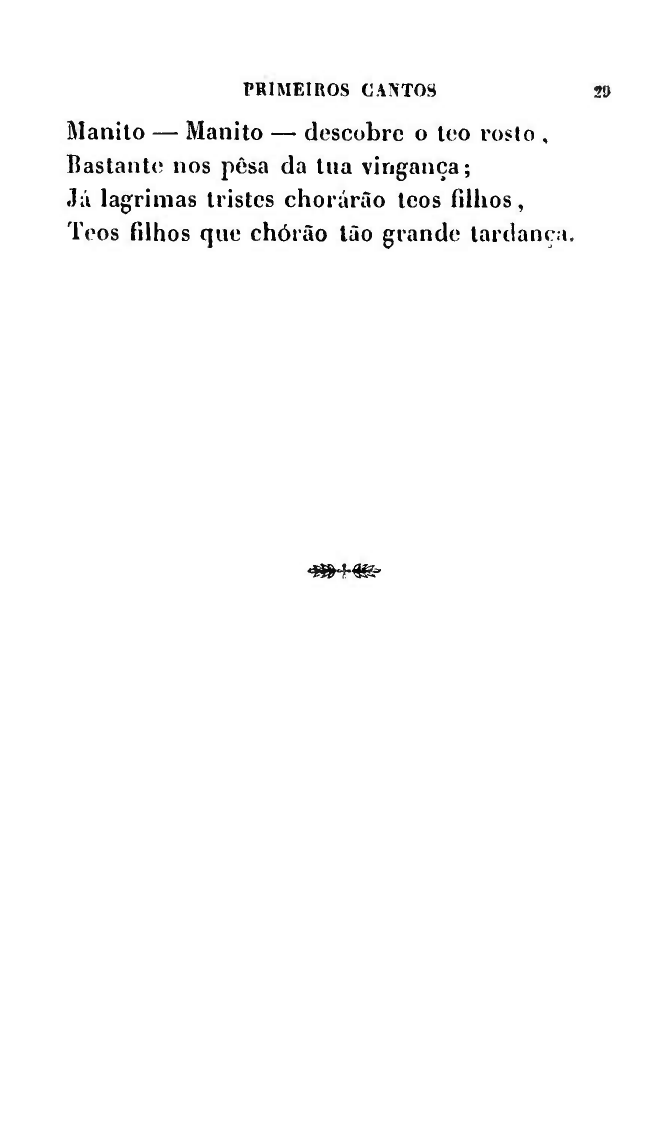 PRIMEIROS CANTOS 29
Manito — Manito — descobre o teo rosto,
Bastante nos pêsa da tua vingança;
Já lagrimas tristes chorárão teos filhos,
Teos filhos que chórão tão grande tardança.